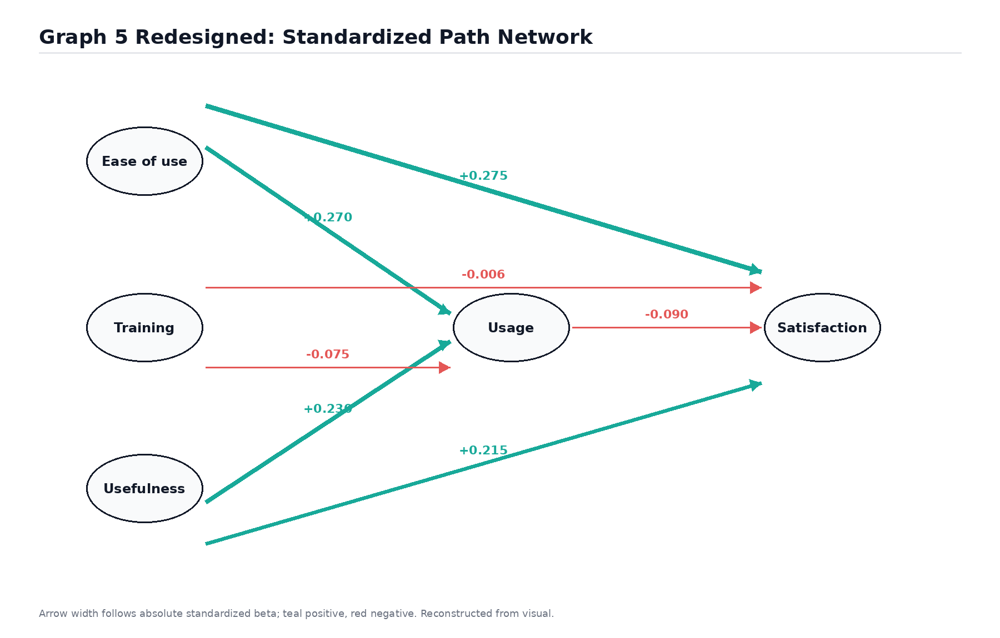 Graph 5 Redesigned: Standardized Path Network
Ease of use
+0.275
+0.270
-0.006
Training
Usage
-0.090
Satisfaction
-0.075
+0.230
+0.215
Usefulness
Arrow width follows absolute standardized beta; teal positive, red negative. Reconstructed from visual.